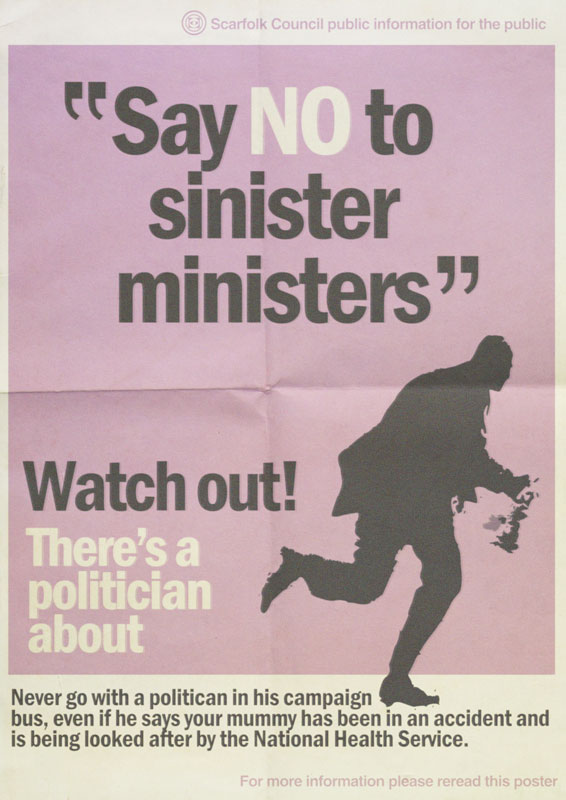 Scarfolk Council public information for the public
"Say NO to
sinister
ministers"
Watch out!
There's a
politician
about
Never go with a politican in his campaign
bus, even if he says your mummy has been in an accident and
is being looked after by the National Health Service.
For more information please reread this poster